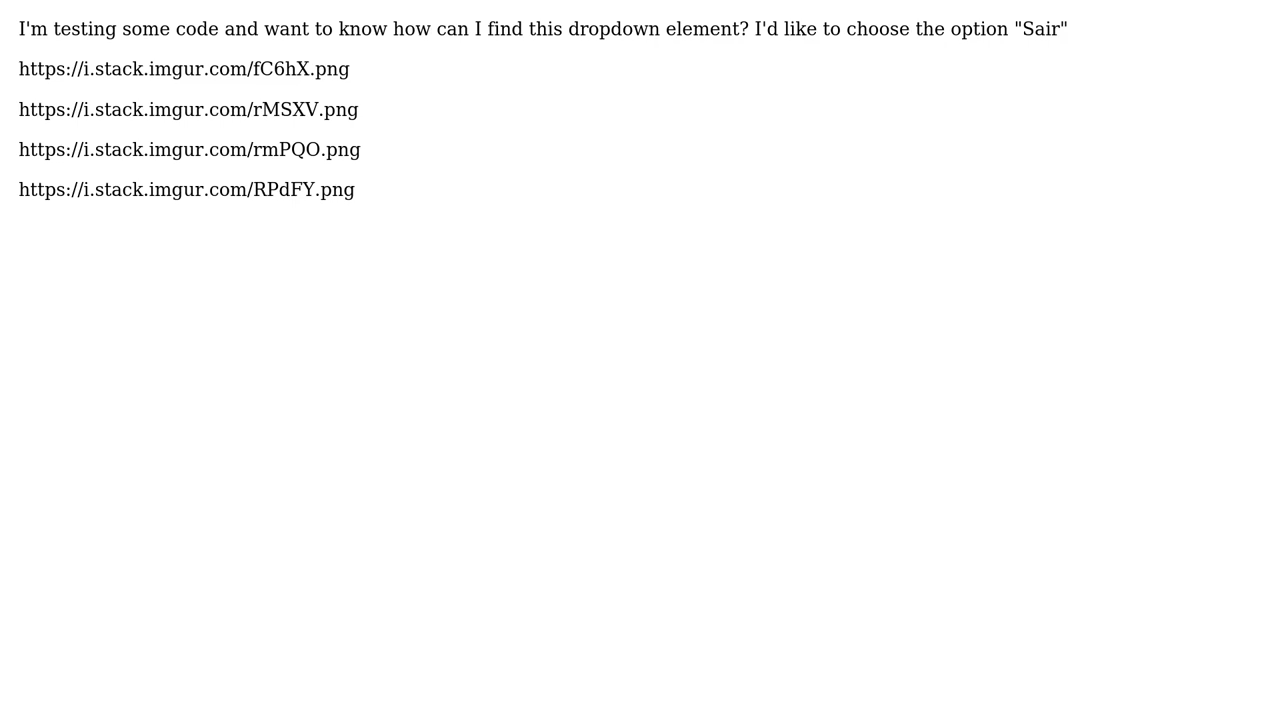 I'm testing some code and want to know how can I find this dropdown element? I'd like to choose the option "Sair"
https://i.stack.imgur.com/fC6hX.png
https://i.stack.imgur.com/rMSXV.png
https://i.stack.imgur.com/rmPQO.png
https://i.stack.imgur.com/RPdFY.png